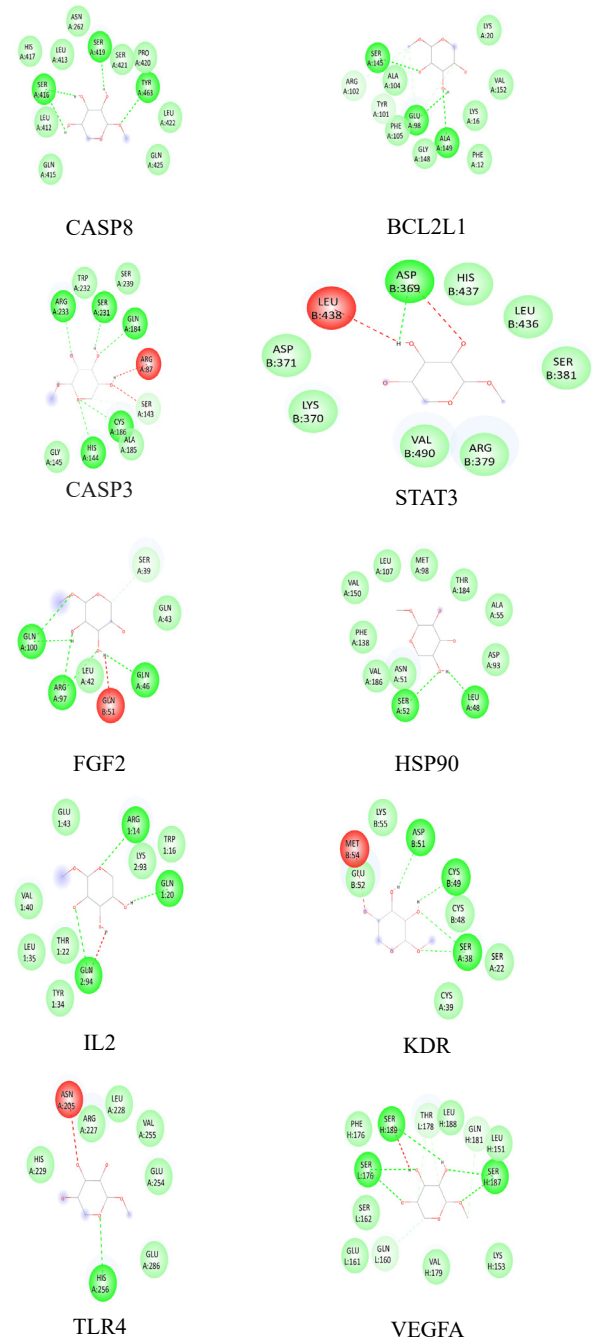 ASN
A:262
HIS
A:417
LEU
A:413
SER
A:419
SER
A:421
PRO
A:420
SER
A:416
TYR
A:463
LEU
A:412
LEU
A:422
GLN
A:415
GLN
A:425
CASP8
LYS
A:20
SER
A:145
ARG
A:102
ALA
A:104
VAL
A:152
TYR
A:101
GLU
A:98
LYS
A:16
PHE
A:105
ALA
A:149
GLY
A:148
PHE
A:12
BCL2L1
TRP
A:232
SER
A:239
ARG
A:233
SER
A:231
GLN
A:184
ARG
A:87
SER
A:143
CYS
A:186
ALA
A:185
GLY
A:145
HIS
A:144
CASP3
ASP
B:369
HIS
B:437
LEU
B:438
LEU
B:436
ASP
B:371
SER
B:381
LYS
B:370
VAL
B:490
ARG
B:379
H
STAT3
SER
A:39
GLN
A:43
GLN
A:100
LEU
A:42
GLN
A:46
ARG
A:97
GLN
B:51
FGF2
LEU
A:107
MET
A:98
VAL
A:150
THR
A:184
ALA
A:55
PHE
A:138
ASP
A:93
VAL
A:186
ASN
A:51
SER
A:52
LEU
A:48
HSP90
GLU
1:43
ARG
1:14
TRP
1:16
LYS
2:93
GLN
1:20
VAL
1:40
LEU
1:35
THR
1:22
GLN
2:94
TYR
1:34
IL2
LYS
B:55
ASP
B:51
MET
B:54
GLU
B:52
CYS
B:49
CYS
B:48
SER
A:38
SER
A:22
CYS
A:39
KDR
ASN
A:205
LEU
A:228
ARG
A:227
VAL
A:255
HIS
A:229
GLU
A:254
GLU
A:286
HIS
A:256
TLR4
PHE
H:176
SER
H:189
THR
L:178
LEU
H:188
GLN
H:181
LEU
H:151
SER
L:176
SER
H:187
SER
L:162
GLU
L:161
GLN
L:160
VAL
H:179
LYS
H:153
VEGFA